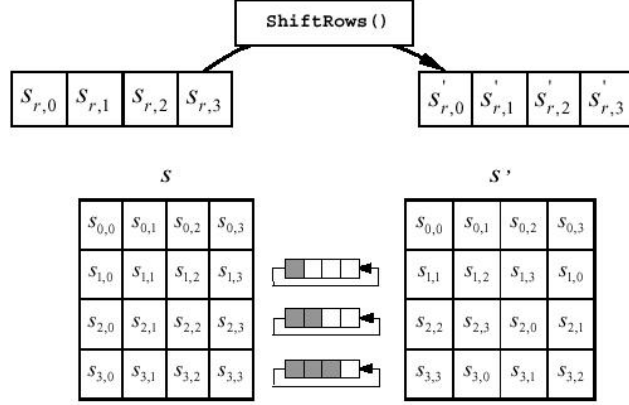 ShiftRows()
S_{r,0} S_{r,1} S_{r,2} S_{r,3} S'_{r,0} S'_{r,1} S'_{r,2} S'_{r,3}
S S'
S_{0,0} S_{0,1} S_{0,2} S_{0,3} S_{0,0} S_{0,1} S_{0,2} S_{0,3}
S_{1,0} S_{1,1} S_{1,2} S_{1,3} S_{1,1} S_{1,2} S_{1,3} S_{1,0}
S_{2,0} S_{2,1} S_{2,2} S_{2,3} S_{2,2} S_{2,3} S_{2,0} S_{2,1}
S_{3,0} S_{3,1} S_{3,2} S_{3,3} S_{3,3} S_{3,0} S_{3,1} S_{3,2}